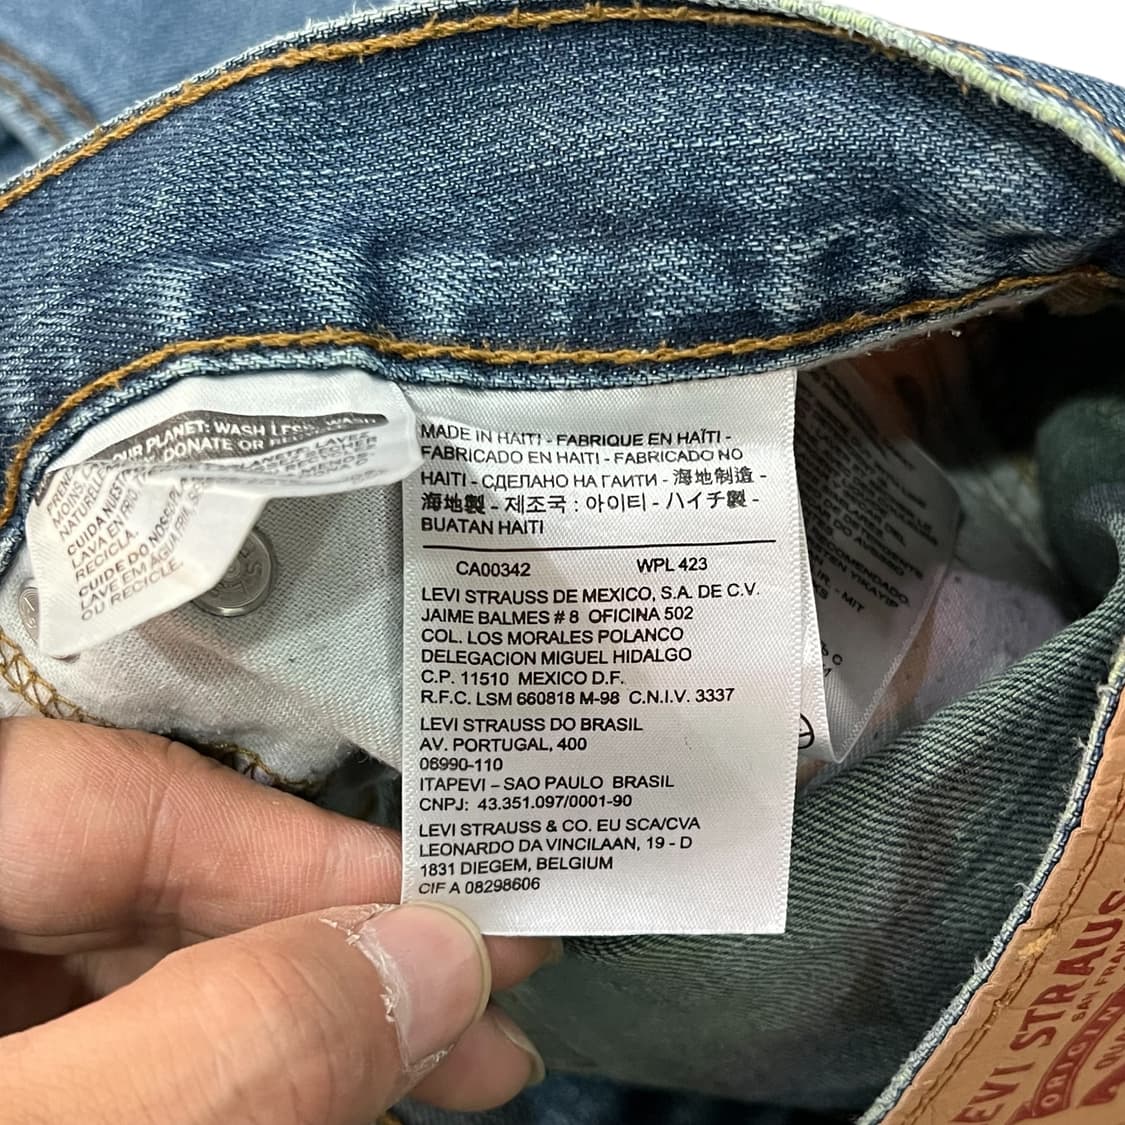 OUR PLANET: WASH LESS, WASH
DONATE OR
CUIDA NUEST
LAVA EN FRIO
RECICLA.
CUIDE DO NOSSO
LAVE EM AGUA FRIA,
OU RECICLE.
MADE IN HAITI - FABRIQUE EN HAÏTI -
FABRICADO EN HAITI - FABRICADO NO
HAITI - СДЕЛАНО НА ГАИТИ - 海地制造 -
海地製 - 제조국 : 아이티 - ハイチ製 -
BUATAN HAITI
CA00342 WPL 423
LEVI STRAUSS DE MEXICO, S.A. DE C.V.
JAIME BALMES # 8 OFICINA 502
COL. LOS MORALES POLANCO
DELEGACION MIGUEL HIDALGO
C.P. 11510 MEXICO D.F.
R.F.C. LSM 660818 M-98 C.N.I.V. 3337
LEVI STRAUSS DO BRASIL
AV. PORTUGAL, 400
06990-110
ITAPEVI – SAO PAULO BRASIL
CNPJ: 43.351.097/0001-90
LEVI STRAUSS & CO. EU SCA/CVA
LEONARDO DA VINCILAAN, 19 - D
1831 DIEGEM, BELGIUM
CIF A 08298606
LEVI STRAUSS
SAN FRAN
ORIGIN